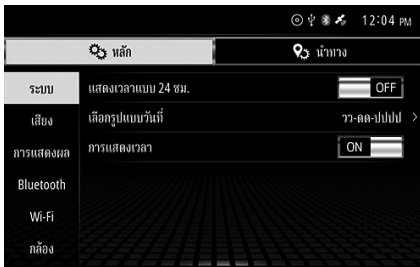 12:04 PM
หลัก
นำทาง
ระบบ
แสดงเวลาแบบ 24 ชม.
OFF
เสียง
เลือกรูปแบบวันที่
วว-ดด-ปปปป >
การแสดงผล
การแสดงเวลา
ON
Bluetooth
Wi-Fi
กล้อง